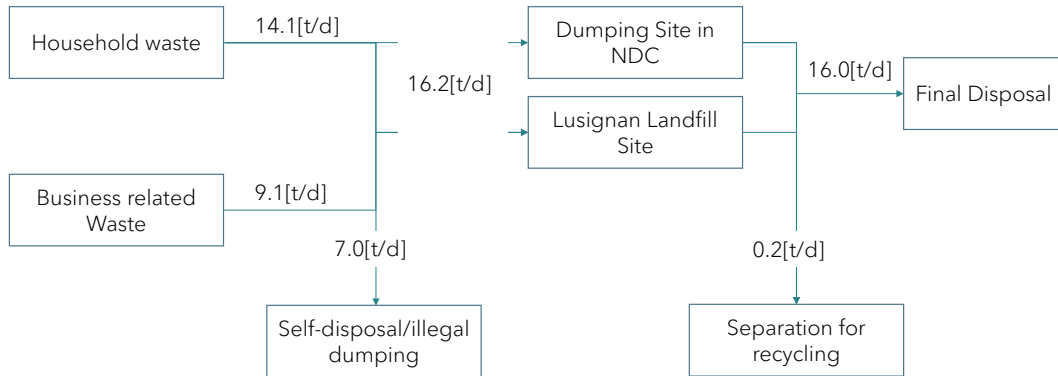 14.1[t/d]
Household waste
Dumping Site in
NDC
16.2[t/d]
16.0[t/d]
Final Disposal
Lusignan Landfill
Site
Business related
Waste
9.1[t/d]
7.0[t/d]
0.2[t/d]
Self-disposal/illegal
dumping
Separation for
recycling